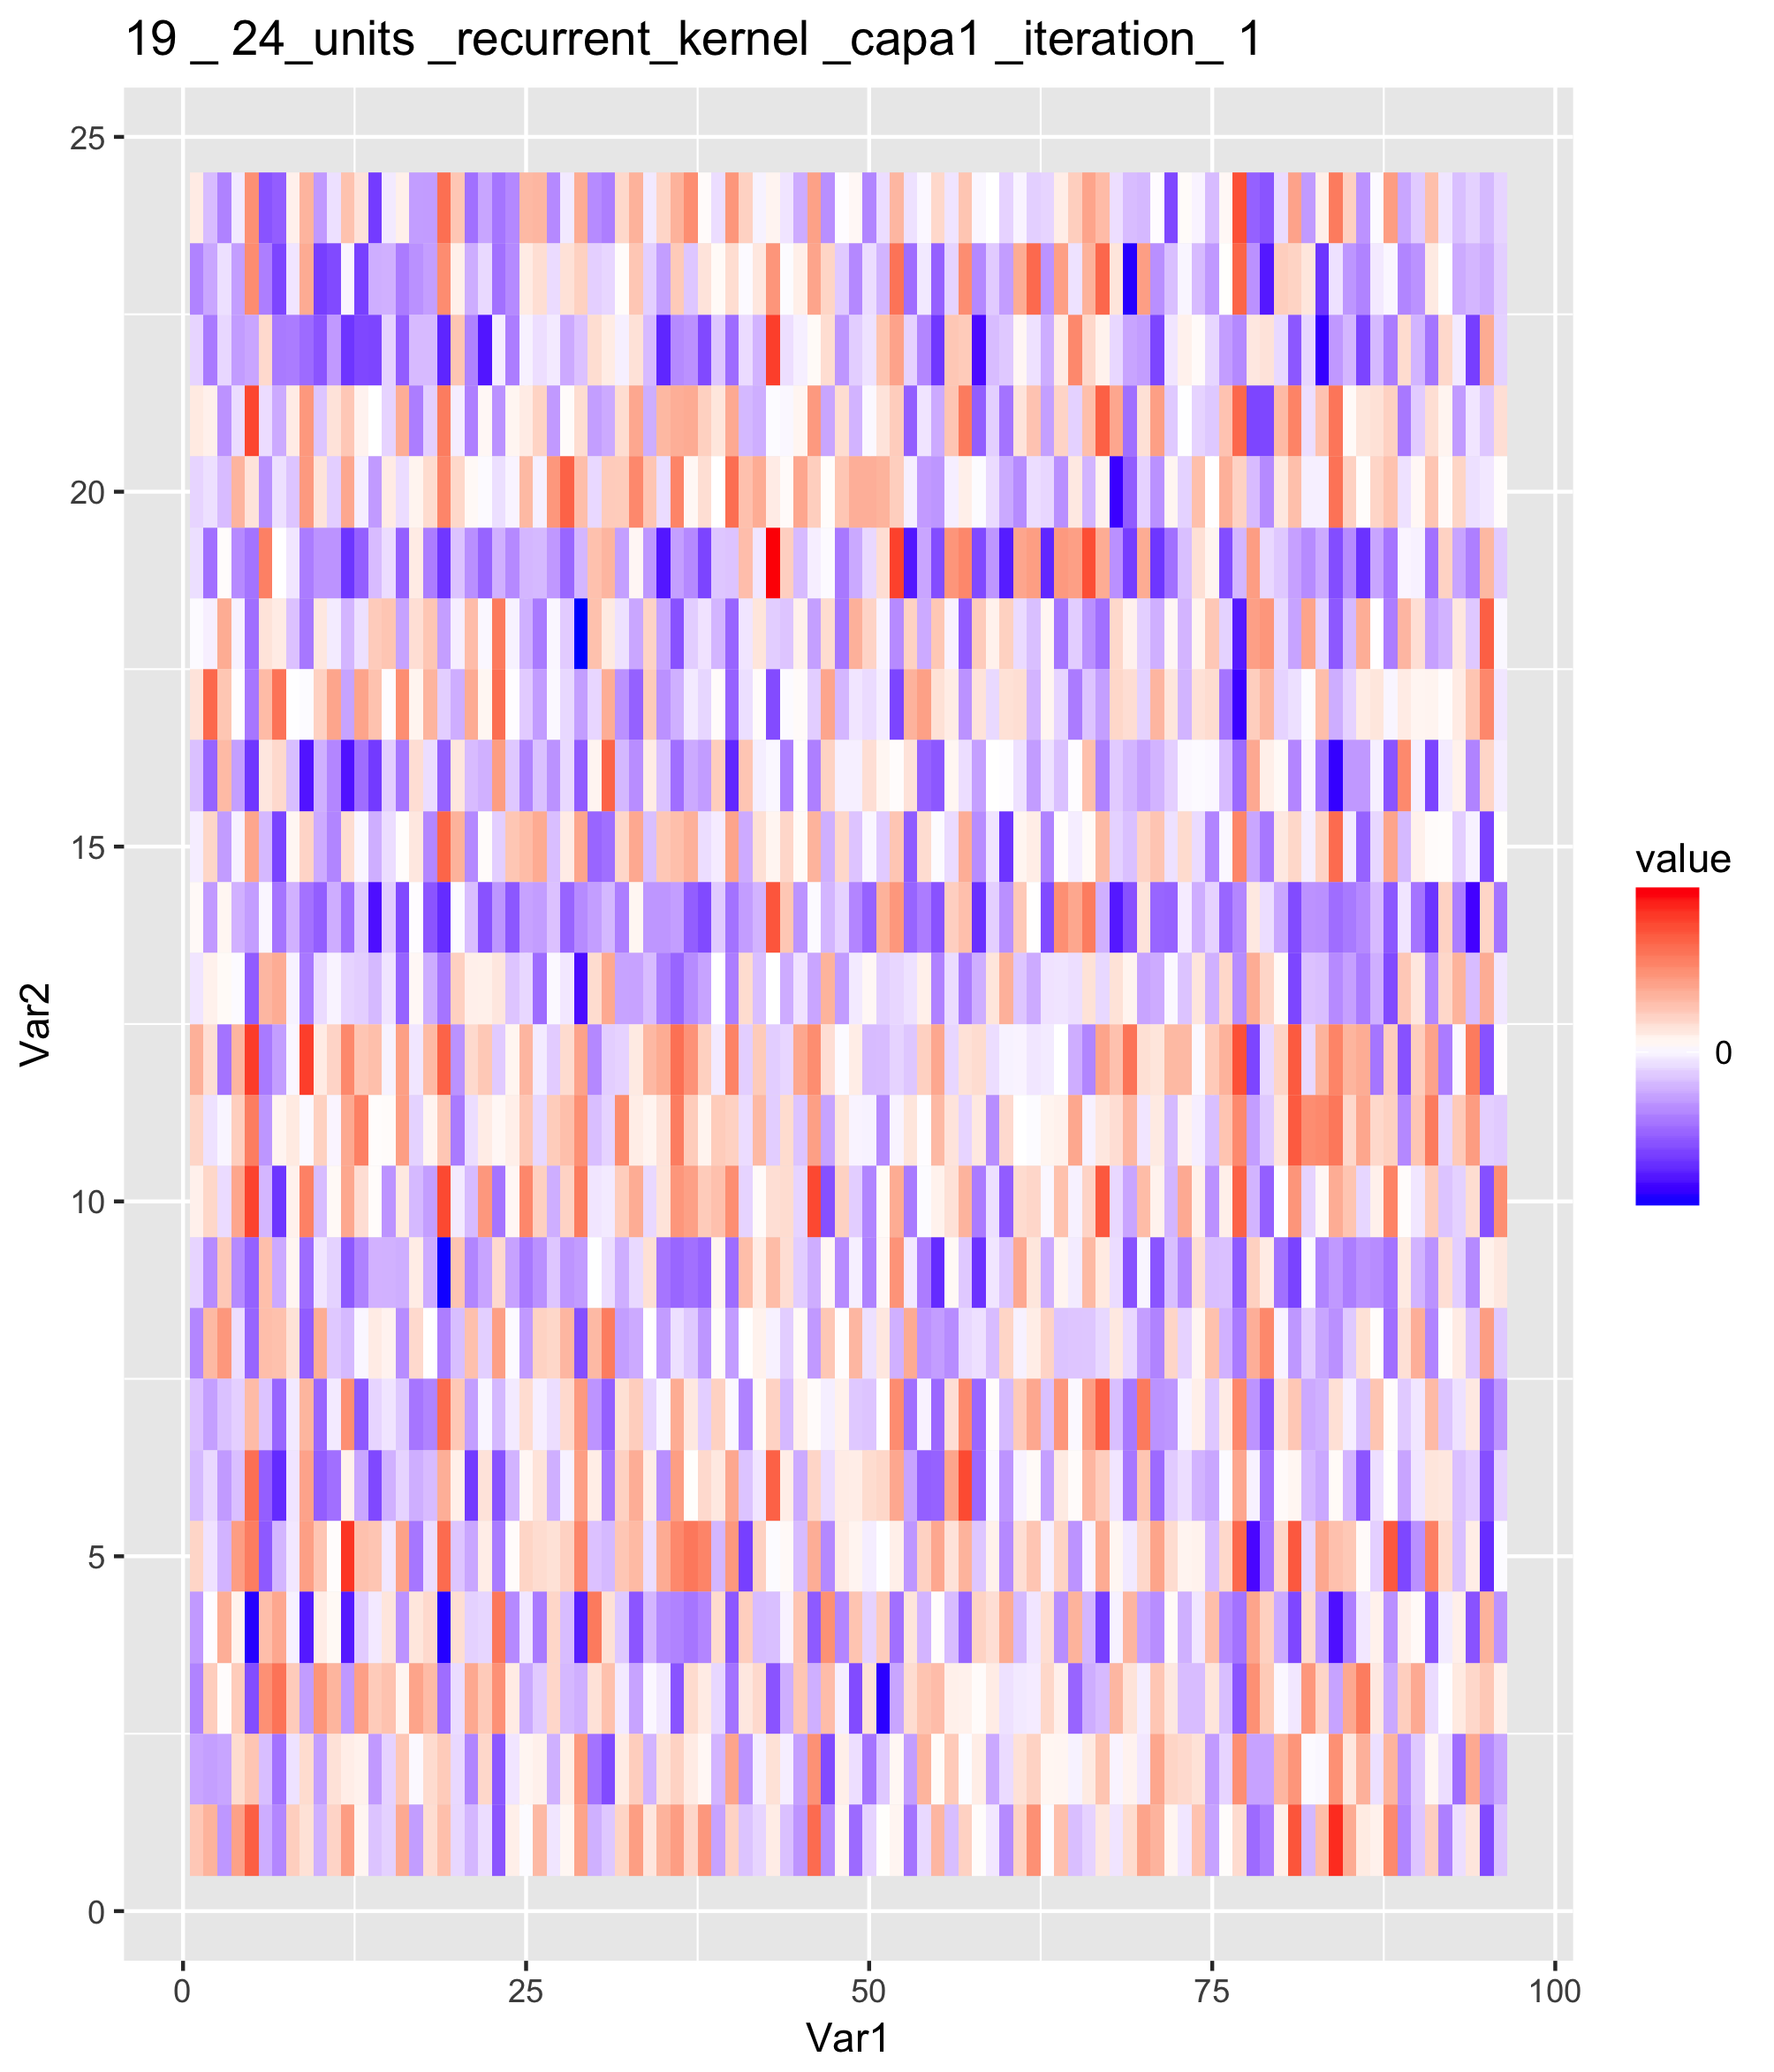 19 _ 24_units _recurrent_kernel _capa1 _iteration_ 1
25
20
15
10
5
0
Var2
0 25 50 75 100
Var1
value
0